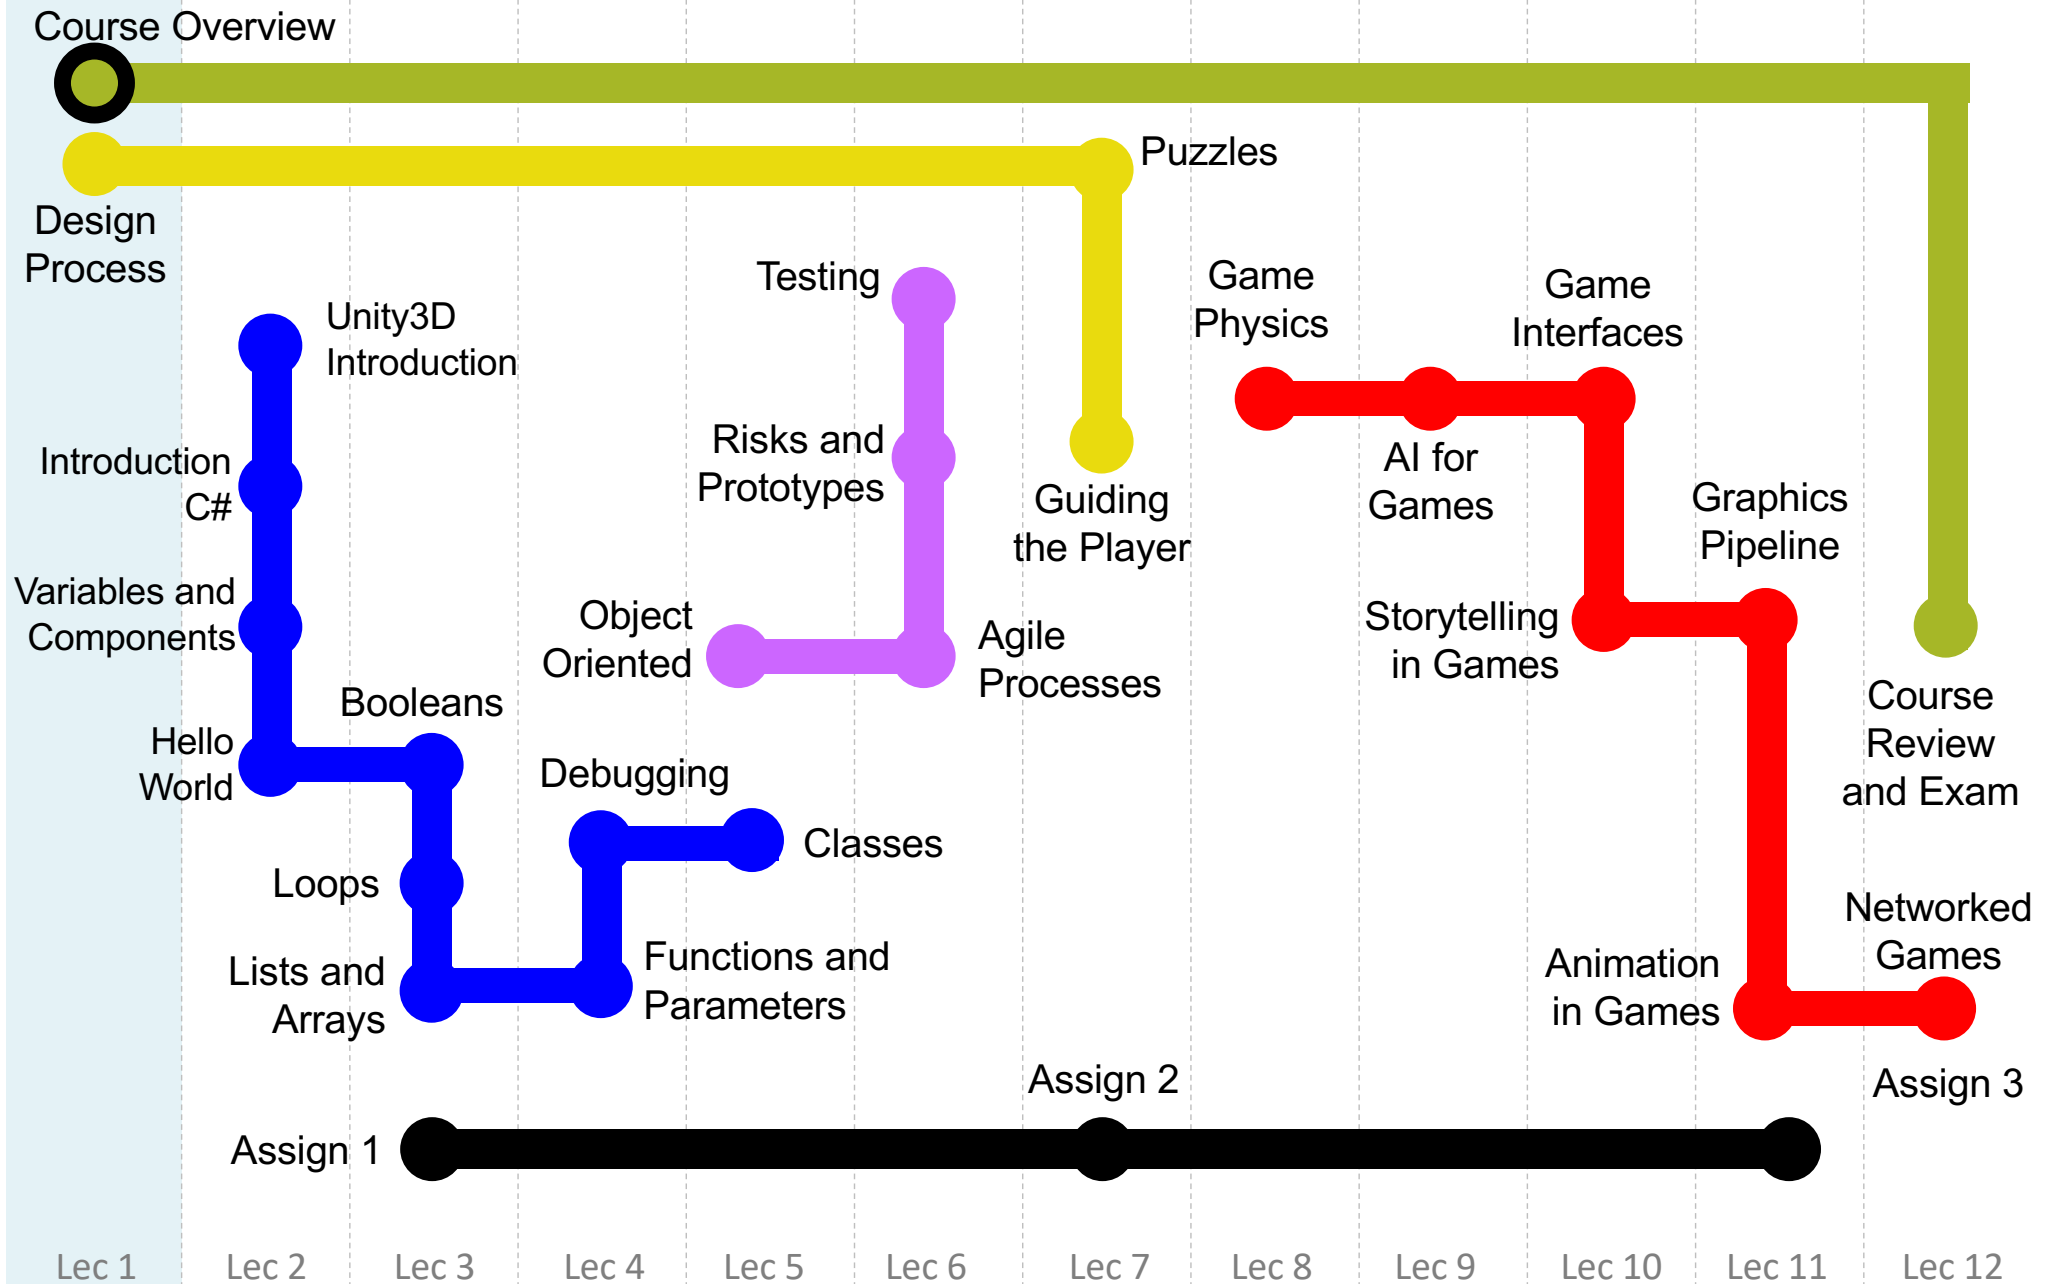 Course Overview
Puzzles
Design
Process
Testing
Game
Physics
Game
Interfaces
Unity3D
Introduction
Introduction
C#
Risks and
Prototypes
Guiding
the Player
AI for
Games
Graphics
Pipeline
Variables and
Components
Object
Oriented
Agile
Processes
Storytelling
in Games
Course
Review
and Exam
Booleans
Hello
World
Debugging
Classes
Loops
Lists and
Arrays
Functions and
Parameters
Animation
in Games
Networked
Games
Assign 1
Assign 2
Assign 3
Lec 1
Lec 2
Lec 3
Lec 4
Lec 5
Lec 6
Lec 7
Lec 8
Lec 9
Lec 10
Lec 11
Lec 12